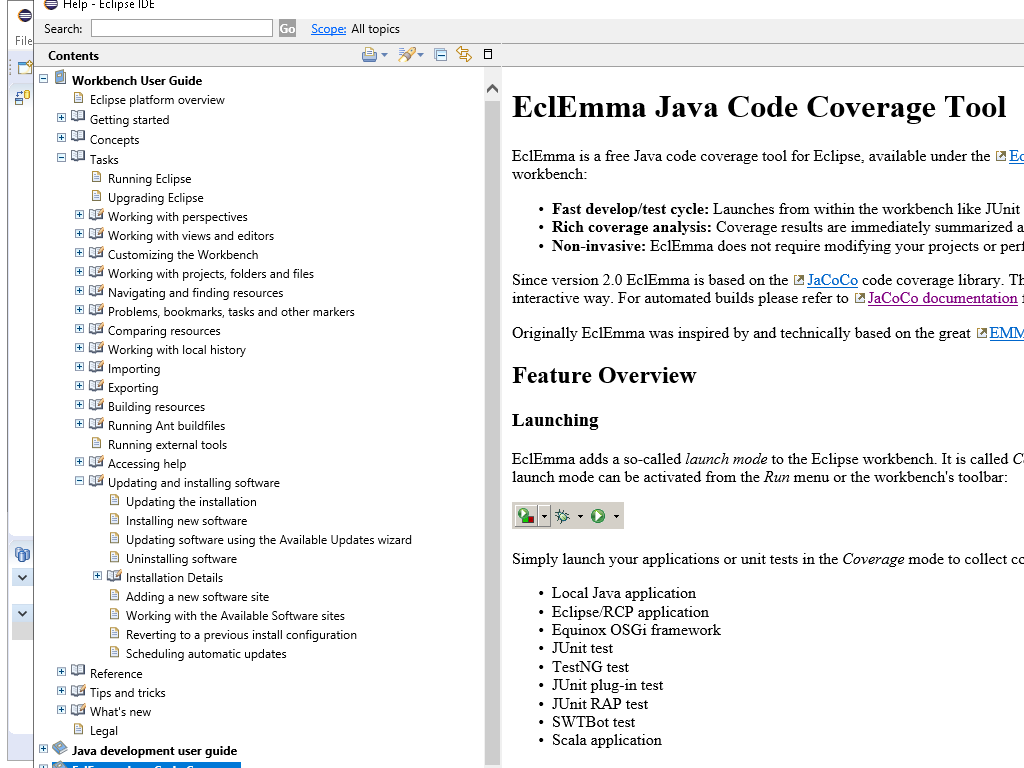 Help - Eclipse IDE
File
Search:
Go
Scope: All topics
Contents
Workbench User Guide
Eclipse platform overview
Getting started
Concepts
Tasks
Running Eclipse
Upgrading Eclipse
Working with perspectives
Working with views and editors
Customizing the Workbench
Working with projects, folders and files
Navigating and finding resources
Problems, bookmarks, tasks and other markers
Comparing resources
Working with local history
Importing
Exporting
Building resources
Running Ant buildfiles
Running external tools
Accessing help
Updating and installing software
Updating the installation
Installing new software
Updating software using the Available Updates wizard
Uninstalling software
Installation Details
Adding a new software site
Working with the Available Software sites
Reverting to a previous install configuration
Scheduling automatic updates
Reference
Tips and tricks
What's new
Legal
Java development user guide
EclEmma Java Code Coverage Tool
EclEmma is a free Java code coverage tool for Eclipse, available under the
workbench:
• Fast develop/test cycle: Launches from within the workbench like JUnit
• Rich coverage analysis: Coverage results are immediately summarized a
• Non-invasive: EclEmma does not require modifying your projects or
Since version 2.0 EclEmma is based on the JaCoCo code coverage library.
interactive way. For automated builds please refer to JaCoCo documentation
Originally EclEmma was inspired by and technically based on the great
Feature Overview
Launching
EclEmma adds a so-called launch mode to the Eclipse workbench. It is called
launch mode can be activated from the Run menu or the workbench's toolbar:
Simply launch your applications or unit tests in the Coverage mode to collect
• Local Java application
• Eclipse/RCP application
• Equinox OSGi framework
• JUnit test
• TestNG test
• JUnit plug-in test
• JUnit RAP test
• SWTBot test
• Scala application